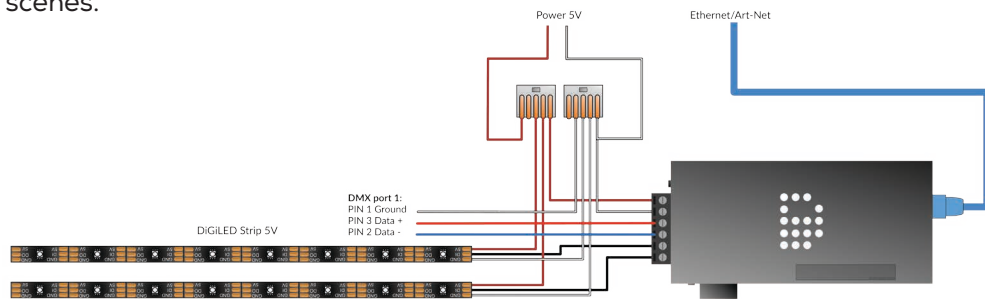 scenes.
Power 5V
Ethernet/Art-Net
DMX port 1:
PIN 1 Ground
PIN 3 Data +
PIN 2 Data -
DiGiLED Strip 5V